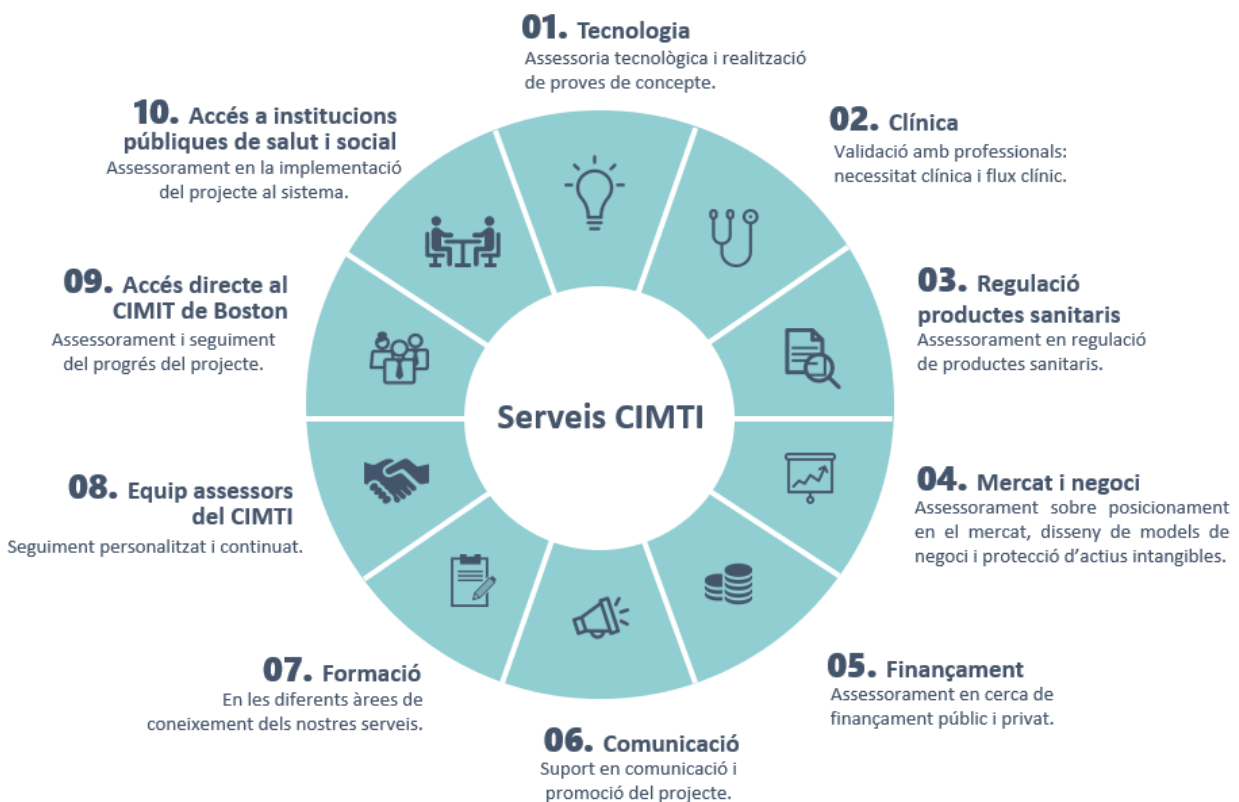 01. Tecnologia
Assessoria tecnològica i realització
de proves de concepte.
02. Clínica
Validació amb professionals:
necessitat clínica i flux clínic.
03. Regulació
productes sanitaris
Assessorament en regulació
de productes sanitaris.
04. Mercat i negoci
Assessorament sobre posicionament
en el mercat, disseny de models de
negoci i protecció d'actius intangibles.
05. Finançament
Assessorament en cerca de
finançament públic i privat.
06. Comunicació
Suport en comunicació i
promoció del projecte.
07. Formació
En les diferents àrees de
coneixement dels nostres serveis.
08. Equip assessors
del CIMTI
Seguiment personalitzat i continuat.
09. Accés directe al
CIMIT de Boston
Assessorament i seguiment
del progrés del projecte.
10. Accés a institucions
públiques de salut i social
Assessorament en la implementació
del projecte al sistema.
Serveis CIMTI